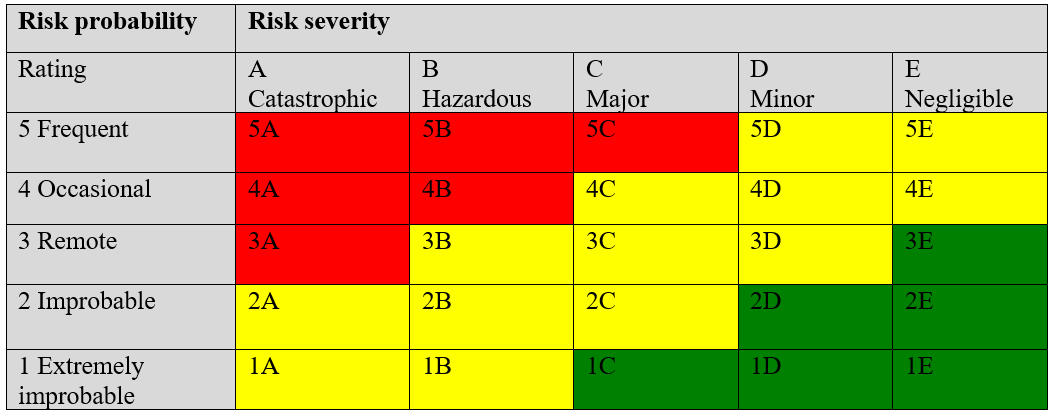 Risk probability Risk severity
Rating A B C D E
Catastrophic Hazardous Major Minor Negligible
5 Frequent 5A 5B 5C 5D 5E
4 Occasional 4A 4B 4C 4D 4E
3 Remote 3A 3B 3C 3D 3E
2 Improbable 2A 2B 2C 2D 2E
1 Extremely 1A 1B 1C 1D 1E
improbable